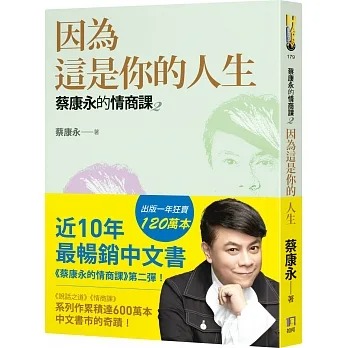 因為
這是你的人生
蔡康永的情商課2
蔡康永——著
出版一年狂賣
120萬本
近10年
最暢銷中文書
《蔡康永的情商課》第二彈！
《說話之道》《情商課》
系列作累積達600萬本
中文書市的奇蹟！
179
蔡康永的情商課2
因為這是你的人生
蔡康永——著
如何